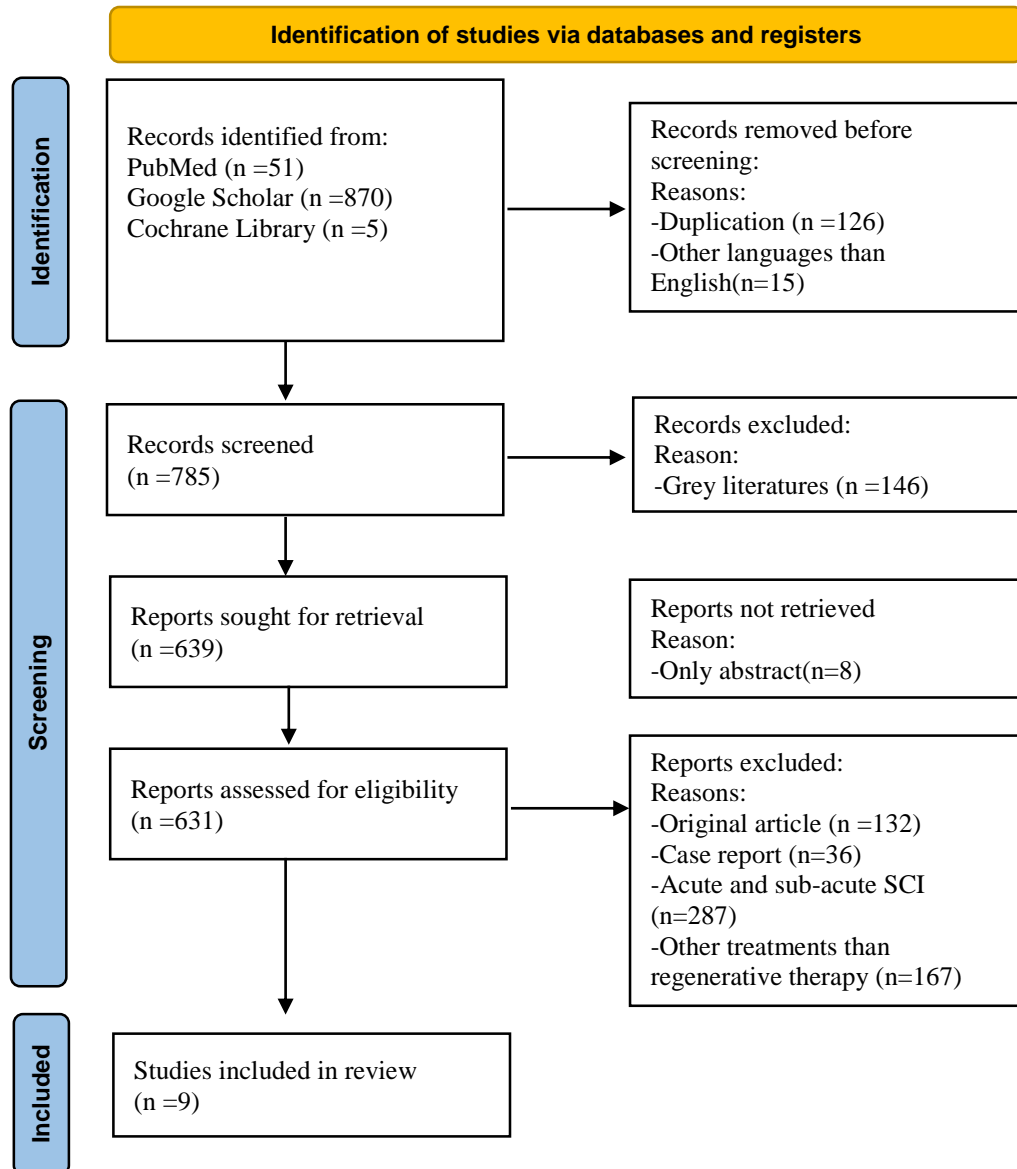 Identification of studies via databases and registers
Identification
Records identified from:
PubMed (n =51)
Google Scholar (n =870)
Cochrane Library (n =5)
Records removed before
screening:
Reasons:
-Duplication (n =126)
-Other languages than
English(n=15)
Screening
Records screened
(n =785)
Records excluded:
Reason:
-Grey literatures (n =146)
Reports sought for retrieval
(n =639)
Reports not retrieved
Reason:
-Only abstract(n=8)
Reports assessed for eligibility
(n =631)
Reports excluded:
Reasons:
-Original article (n =132)
-Case report (n=36)
-Acute and sub-acute SCI
(n=287)
-Other treatments than
regenerative therapy (n=167)
Included
Studies included in review
(n =9)